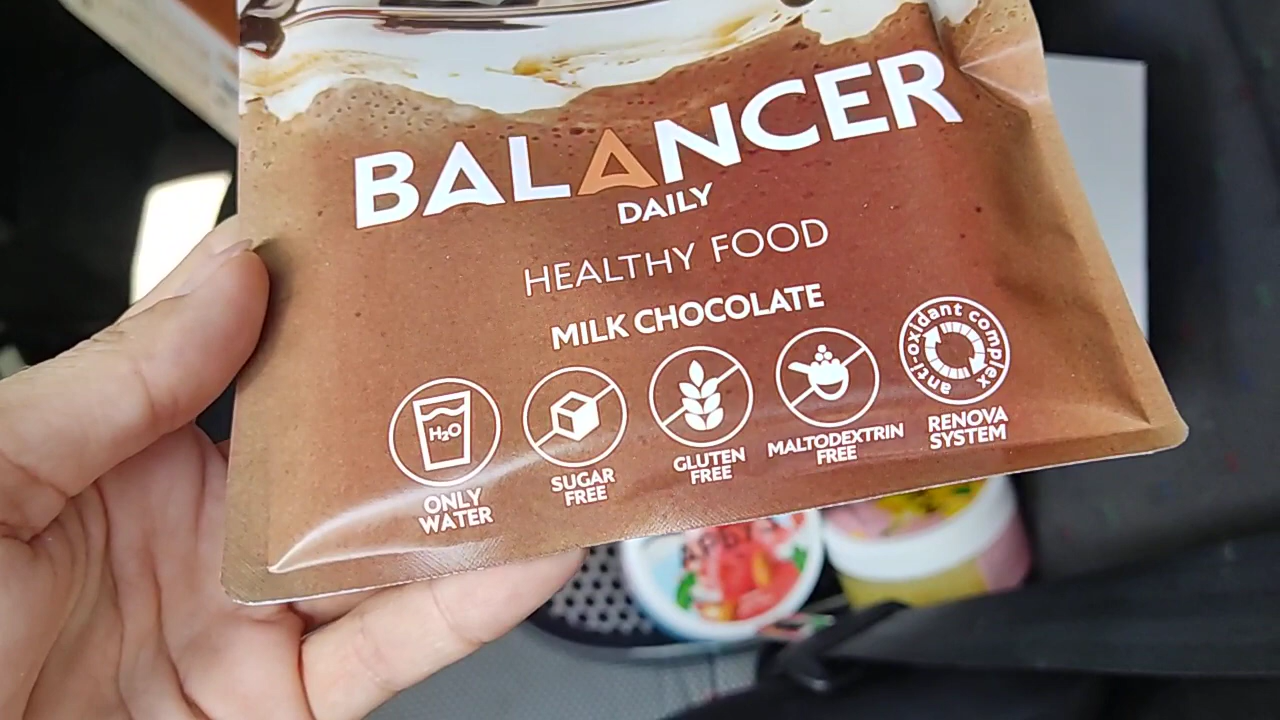 BALANCER
DAILY
HEALTHY FOOD
MILK CHOCOLATE
H₂O
ONLY
WATER
SUGAR
FREE
GLUTEN
FREE
MALTODEXTRIN
FREE
anti-oxidant complex
RENOVA
SYSTEM